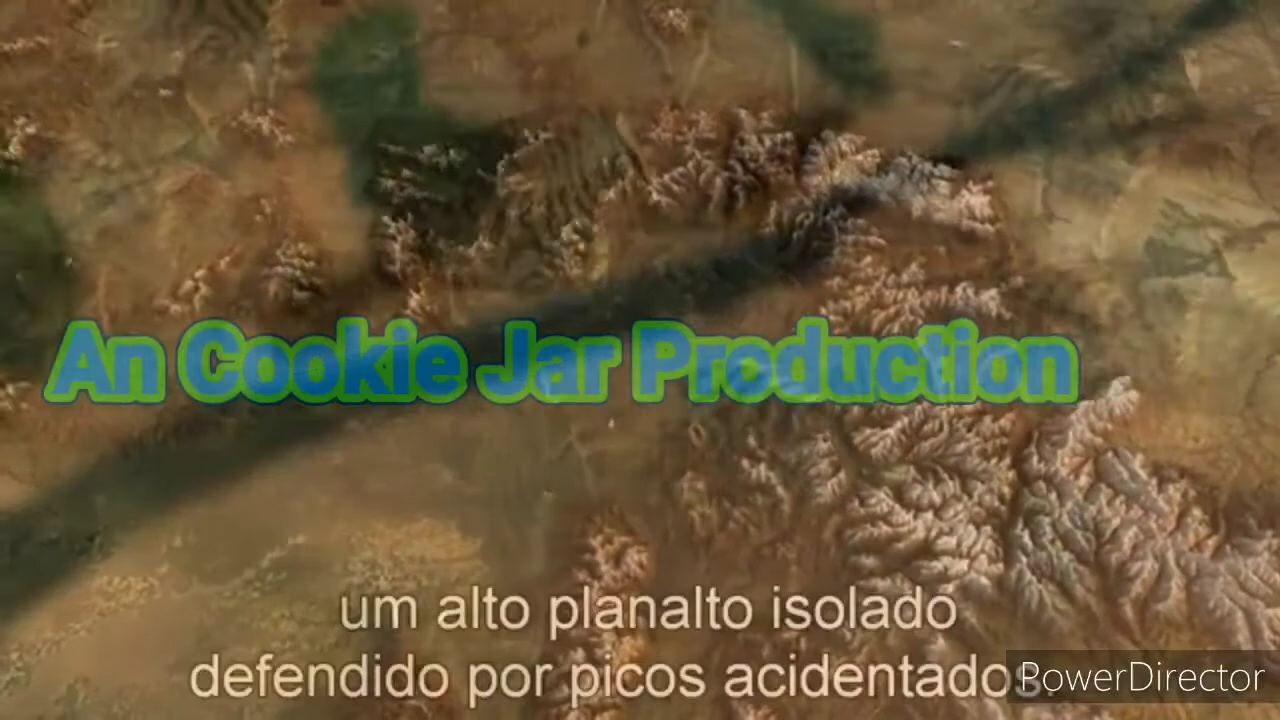 An Cookie Jar Production
um alto planalto isolado
defendido por picos acidentados.
PowerDirector